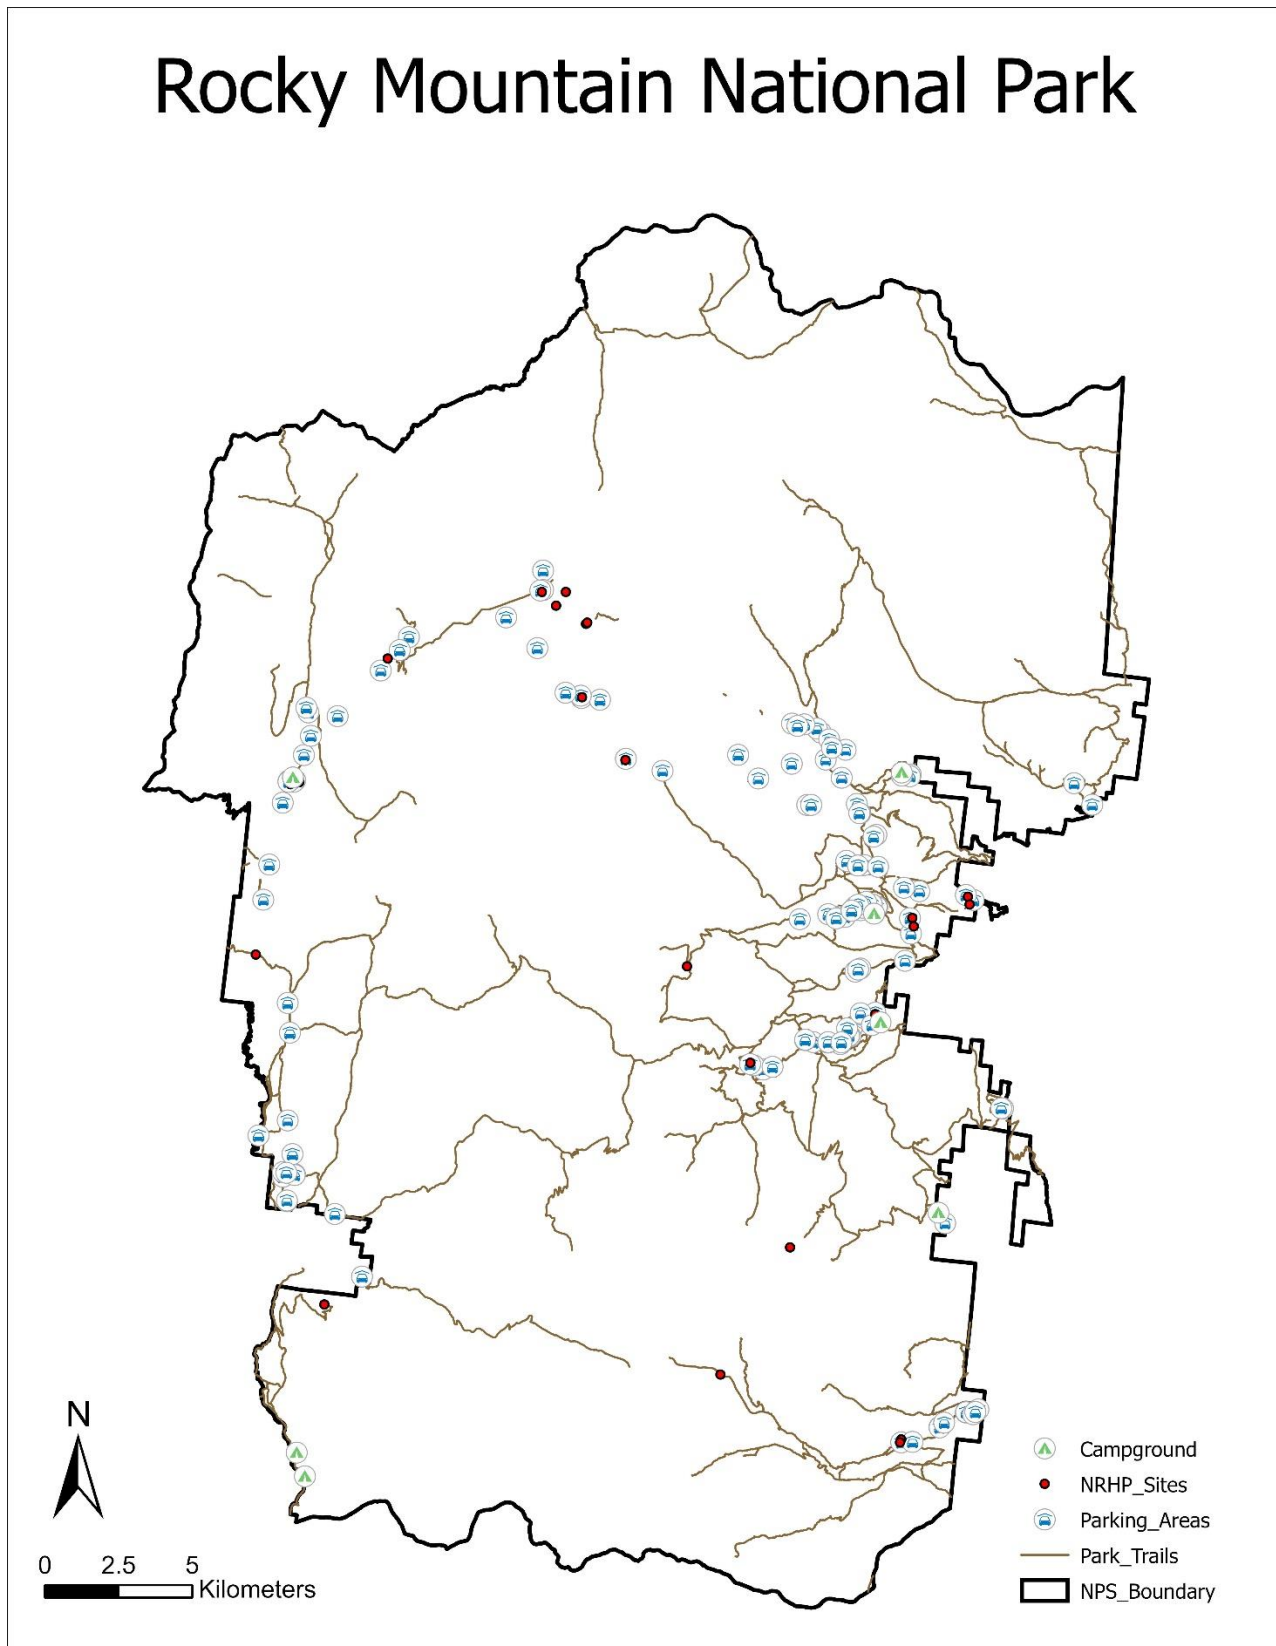 Rocky Mountain National Park
N
0 2.5 5
Kilometers
Campground
NRHP_Sites
Parking_Areas
Park_Trails
NPS_Boundary